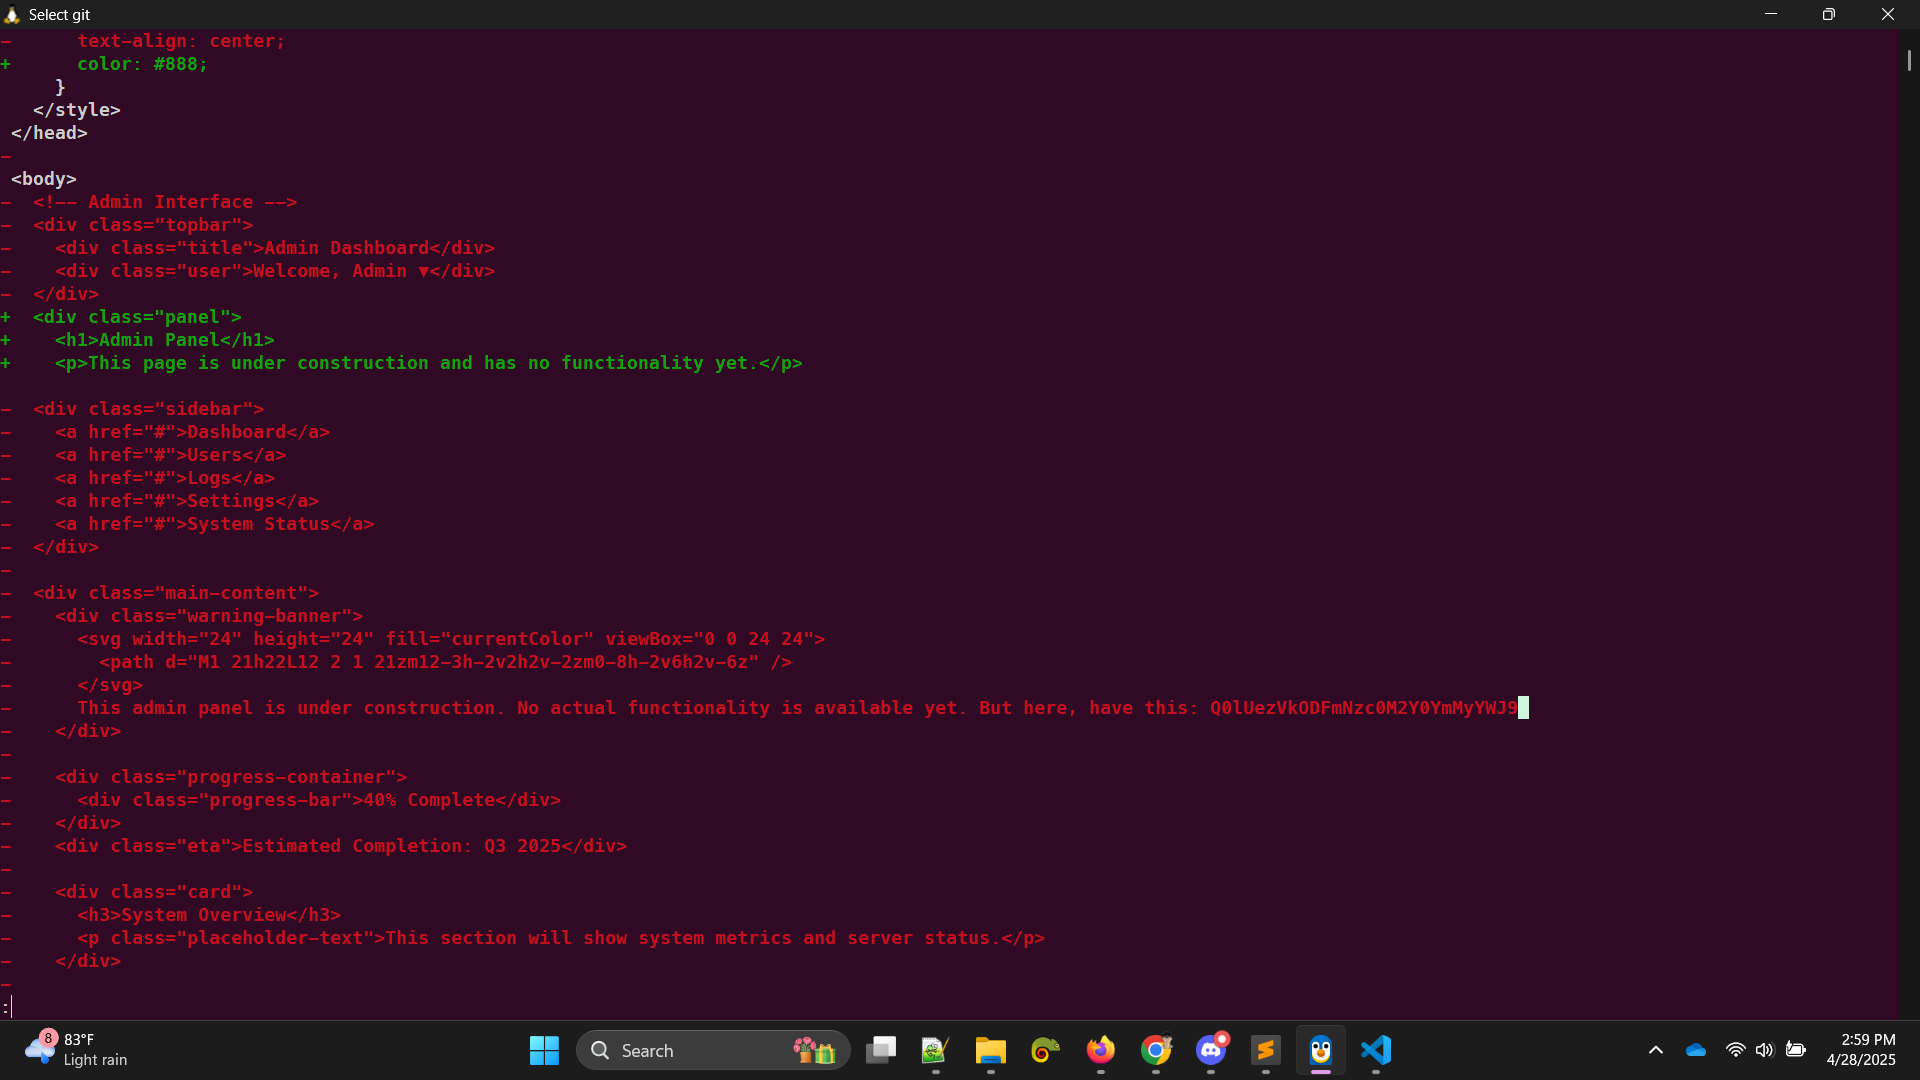 Select git
-      text-align: center;
+      color: #888;
     }
   </style>
 </head>
-
 <body>
-  <!-- Admin Interface -->
-  <div class="topbar">
-    <div class="title">Admin Dashboard</div>
-    <div class="user">Welcome, Admin ▼</div>
-  </div>
+  <div class="panel">
+    <h1>Admin Panel</h1>
+    <p>This page is under construction and has no functionality yet.</p>
-  <div class="sidebar">
-    <a href="#">Dashboard</a>
-    <a href="#">Users</a>
-    <a href="#">Logs</a>
-    <a href="#">Settings</a>
-    <a href="#">System Status</a>
-  </div>
-
-  <div class="main-content">
-    <div class="warning-banner">
-      <svg width="24" height="24" fill="currentColor" viewBox="0 0 24 24">
-        <path d="M1 21h22L12 2 1 21zm12-3h-2v2h2v-2zm0-8h-2v6h2v-6z" />
-      </svg>
-      This admin panel is under construction. No actual functionality is available yet. But here, have this: Q0lUezVkODFmNzc0M2Y0YmMyYWJ9
-    </div>
-
-    <div class="progress-container">
-      <div class="progress-bar">40% Complete</div>
-    </div>
-    <div class="eta">Estimated Completion: Q3 2025</div>
-
-    <div class="card">
-      <h3>System Overview</h3>
-      <p class="placeholder-text">This section will show system metrics and server status.</p>
-    </div>
-
:
8
83°F
Light rain
Search
2:59 PM
4/28/2025